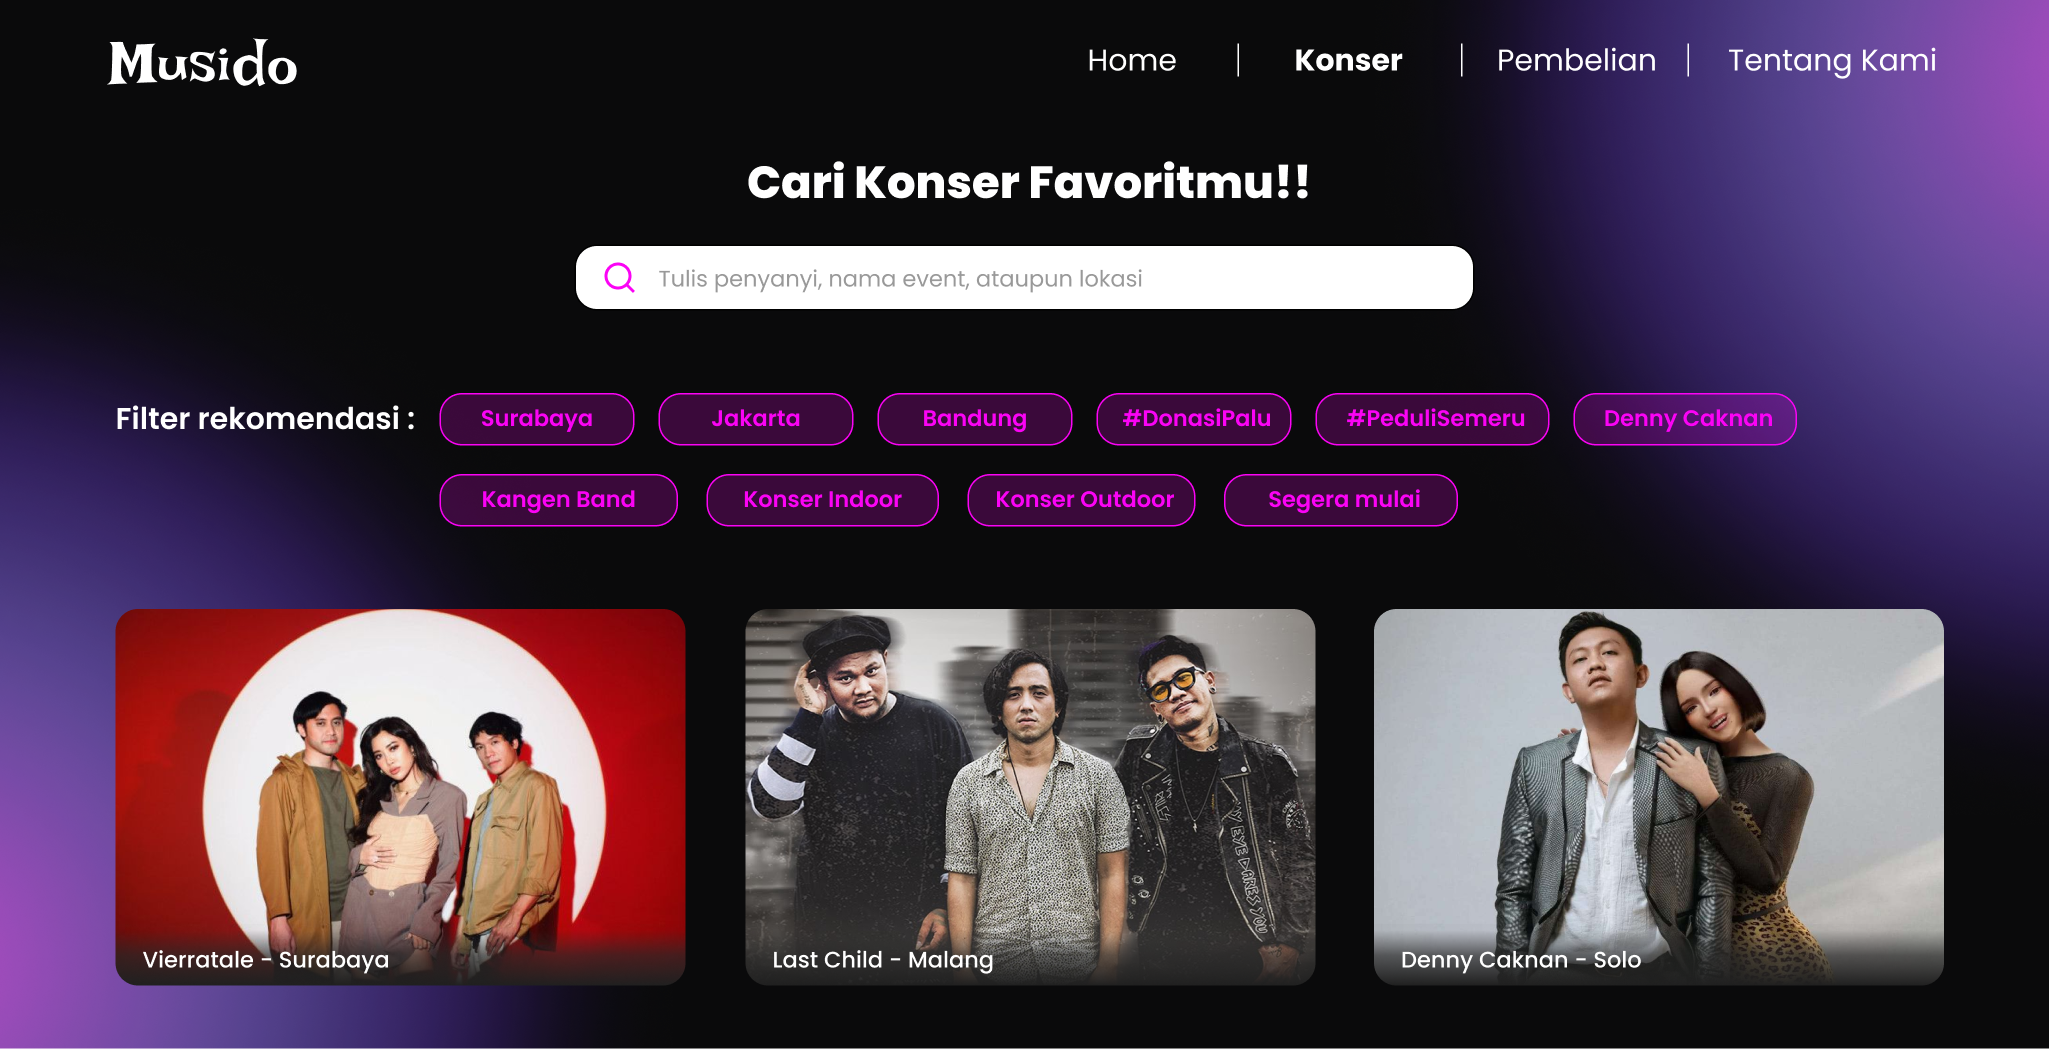 Musido
Home | Konser | Pembelian | Tentang Kami
Cari Konser Favoritmu!!
Tulis penyanyi, nama event, ataupun lokasi
Filter rekomendasi : Surabaya Jakarta Bandung #DonasiPalu #PeduliSemeru Denny Caknan
Kangen Band Konser Indoor Konser Outdoor Segera mulai
Vierratale - Surabaya
Last Child - Malang
Denny Caknan - Solo